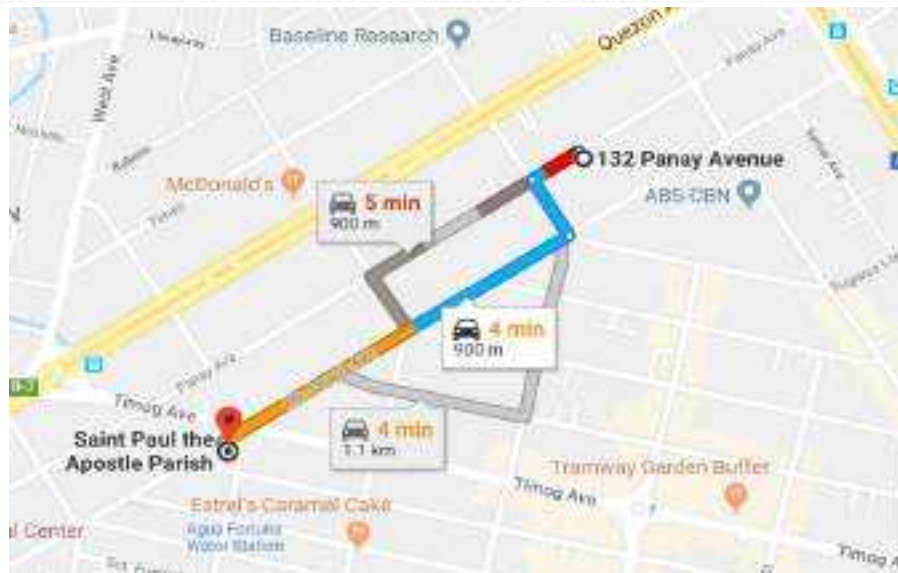 Baseline Research
Quezon
Panay Ave
West Ave
132 Panay Avenue
McDonald's
ABS-CBN
5 min
900 m
4 min
900 m
Panay Ave
Timog Ave
Saint Paul the
Apostle Parish
4 min
1.1 km
Tramway Garden Buffet
Timog Ave
Estrel's Caramel Cake
Agua Fortuna
Water Station
al Center
Timog A